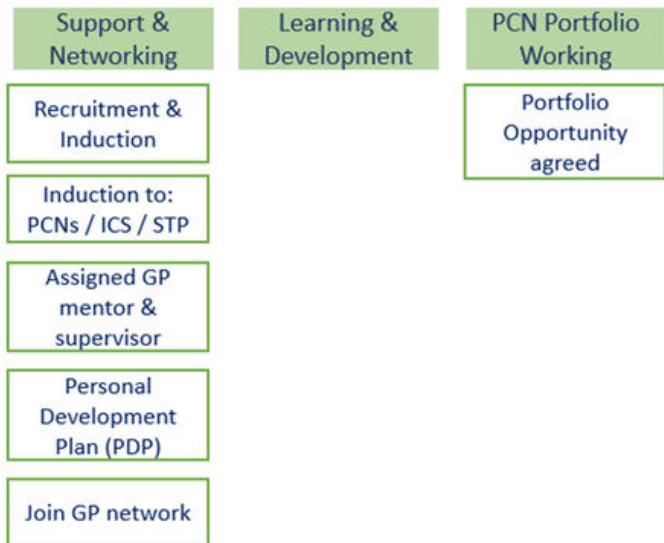 Support &
Networking
Recruitment &
Induction
Induction to:
PCNs / ICS / STP
Assigned GP
mentor &
supervisor
Personal
Development
Plan (PDP)
Join GP network
Learning &
Development
PCN Portfolio
Working
Portfolio
Opportunity
agreed